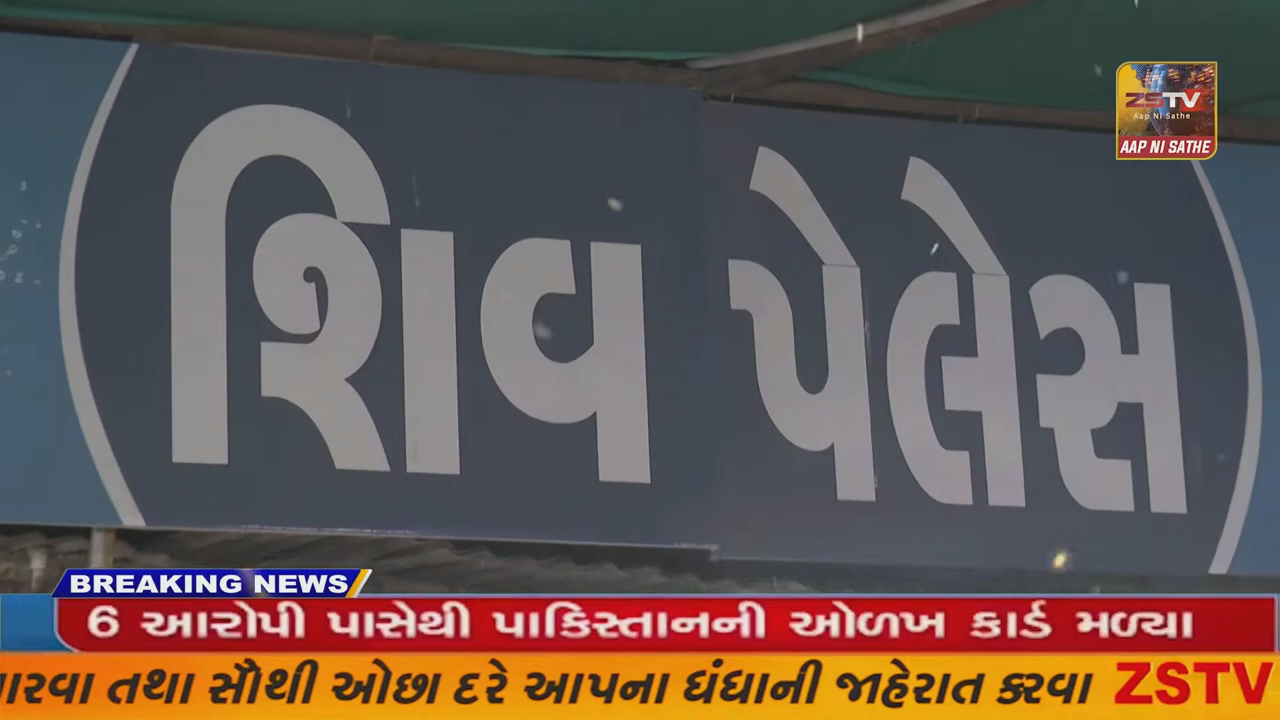 શિવ પેલેસ
ZSTV
Aap Ni Sathe
AAP NI SATHE
BREAKING NEWS
6 આરોપી પાસેથી પાકિસ્તાનની ઓળખ કાર્ડ મળ્યા
તથા સૌથી ઓછા દરે આપના ધંધાની જાહેરાત કરવા ZSTV